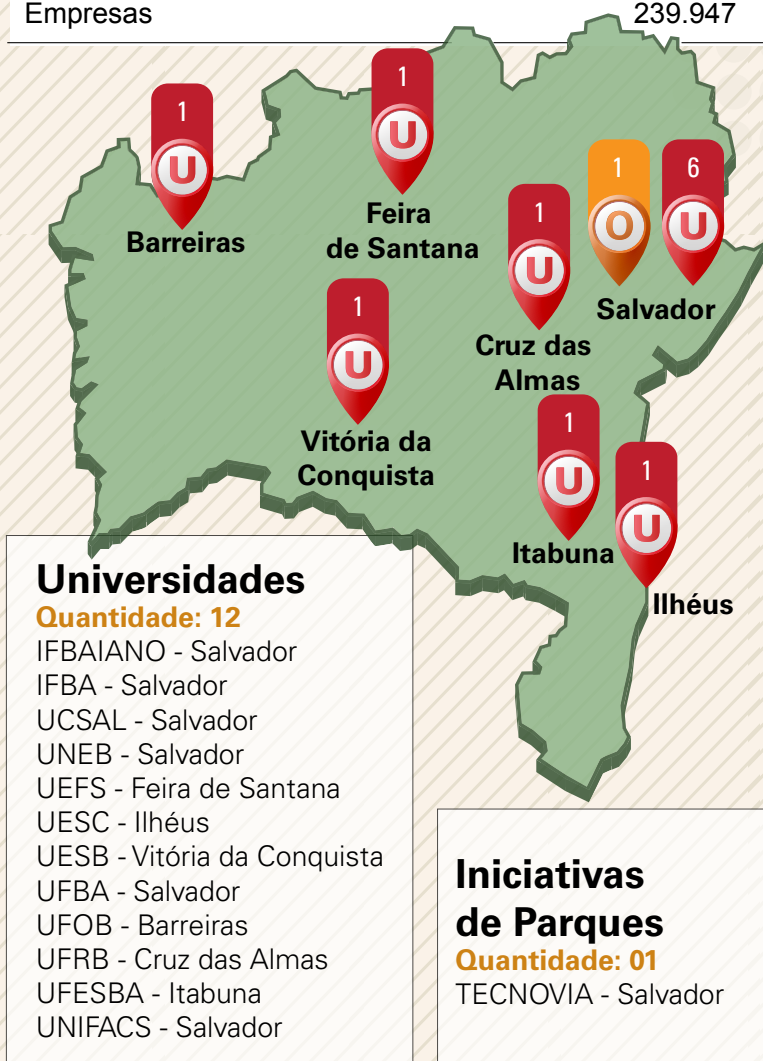 Empresas 239.947
1
U
Barreiras
1
U
Feira
de Santana
1
U
Cruz das
Almas
1
O
6
U
Salvador
1
U
Vitória da
Conquista
1
U
Itabuna
1
U
Ilhéus
Universidades
Quantidade: 12
IFBAIANO - Salvador
IFBA - Salvador
UCSAL - Salvador
UNEB - Salvador
UEFS - Feira de Santana
UESC - Ilhéus
UESB - Vitória da Conquista
UFBA - Salvador
UFOB - Barreiras
UFRB - Cruz das Almas
UFESBA - Itabuna
UNIFACS - Salvador
Iniciativas
de Parques
Quantidade: 01
TECNOVIA - Salvador